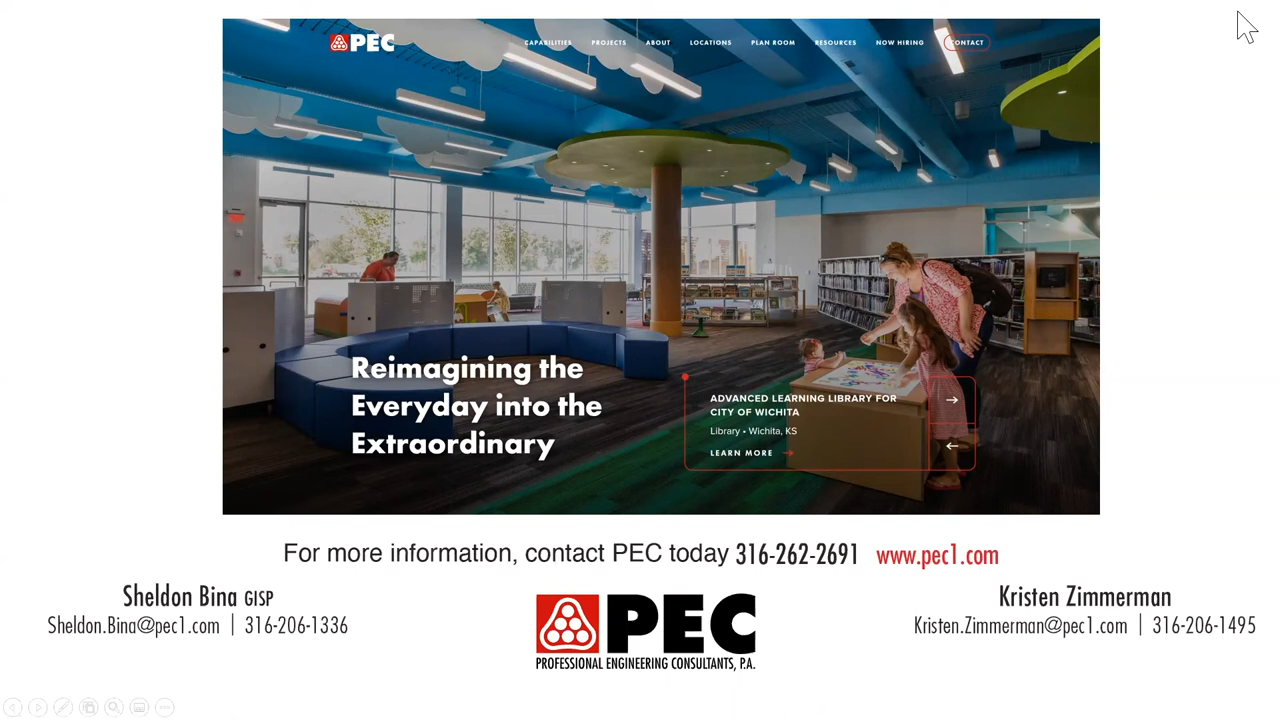 PEC
CAPABILITIES PROJECTS ABOUT LOCATIONS PLAN ROOM RESOURCES NOW HIRING CONTACT
Reimagining the
Everyday into the
Extraordinary
ADVANCED LEARNING LIBRARY FOR
CITY OF WICHITA
Library • Wichita, KS
LEARN MORE
For more information, contact PEC today 316-262-2691 www.pec1.com
Sheldon Bina GISP
Sheldon.Bina@pec1.com | 316-206-1336
PEC
PROFESSIONAL ENGINEERING CONSULTANTS, P.A.
Kristen Zimmerman
Kristen.Zimmerman@pec1.com | 316-206-1495